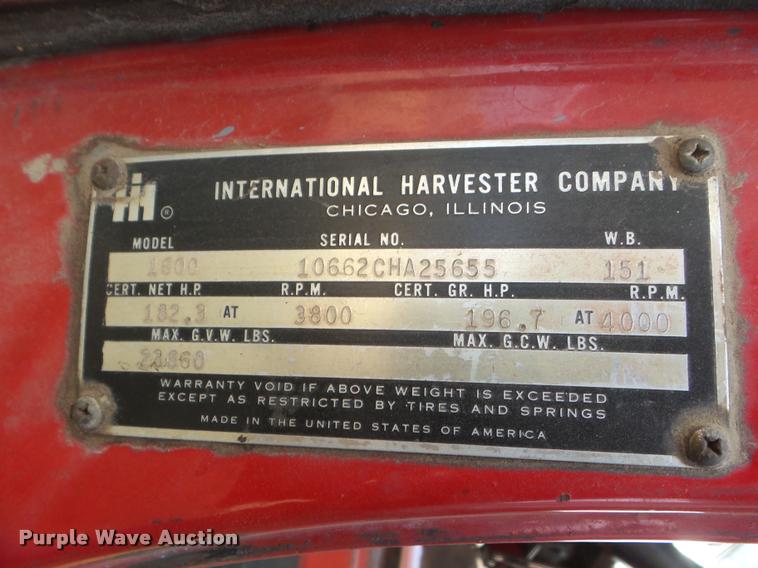 IH ®
INTERNATIONAL HARVESTER COMPANY
CHICAGO, ILLINOIS
MODEL SERIAL NO. W.B.
1600 10662CHA25655 151
CERT. NET H.P. R.P.M. CERT. GR. H.P. R.P.M.
182.3 AT 3800 196.7 AT 4000
MAX. G.V.W. LBS. MAX. G.C.W. LBS.
WARRANTY VOID IF ABOVE WEIGHT IS EXCEEDED
EXCEPT AS RESTRICTED BY TIRES AND SPRINGS
MADE IN THE UNITED STATES OF AMERICA
Purple Wave Auction